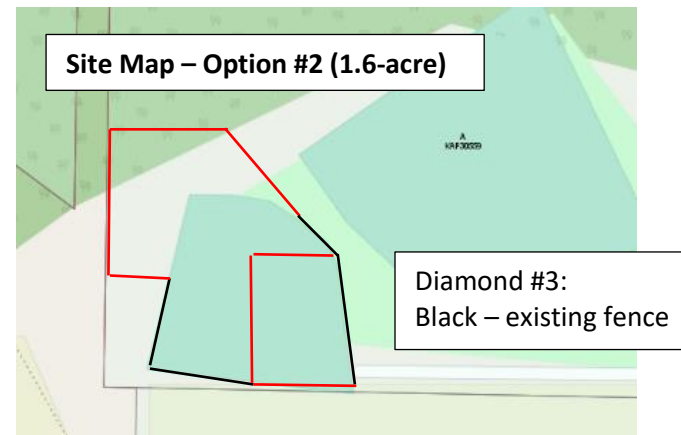 Site Map – Option #2 (1.6-acre)
A
Diamond #3:
Black – existing fence